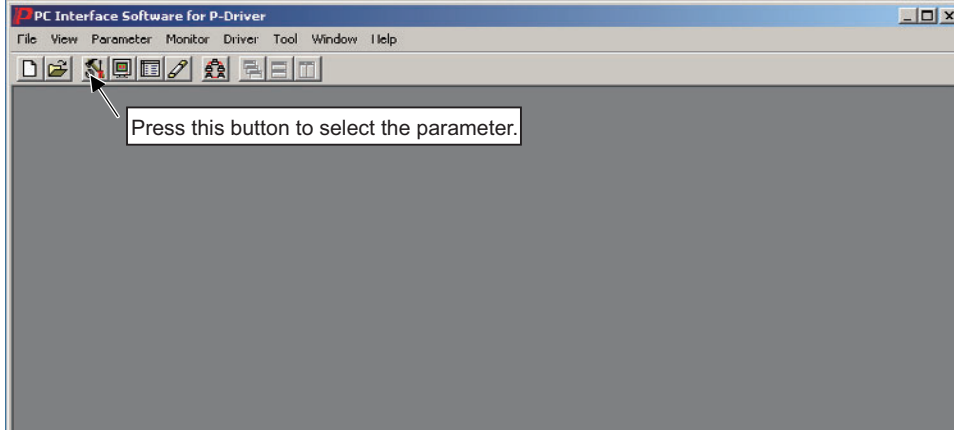 PC Interface Software for P-Driver
File View Parameter Monitor Driver Tool Window Help
Press this button to select the parameter.